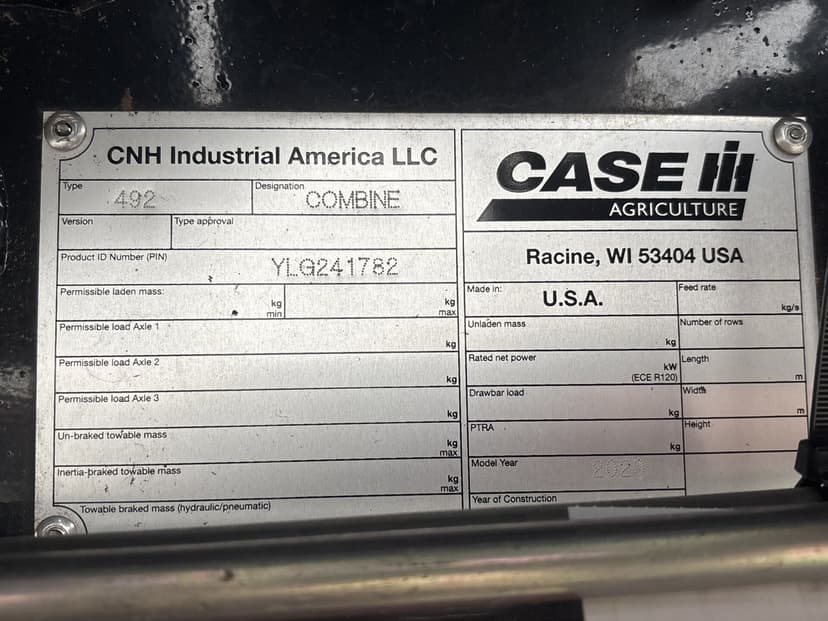 CNH Industrial America LLC
Type
492
Designation
COMBINE
Version
Type approval
Product ID Number (PIN)
YLG241782
Permissible laden mass:
kg
min
kg
max
Permissible load Axle 1
kg
Permissible load Axle 2
kg
Permissible load Axle 3
kg
Un-braked towable mass
kg
max
Inertia-braked towable mass
kg
max
Towable braked mass (hydraulic/pneumatic)
CASE IH
AGRICULTURE
Racine, WI 53404 USA
Made in:
U.S.A.
Feed rate
kg/s
Unladen mass
kg
Number of rows
Rated net power
kW
(ECE R120)
Length
m
Drawbar load
kg
Width
m
PTRA
kg
Height
Model Year
Year of Construction